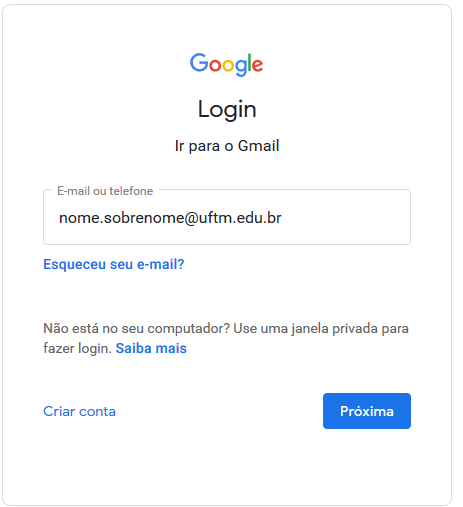 Google
Login
Ir para o Gmail
E-mail ou telefone
nome.sobrenome@uftm.edu.br
Esqueceu seu e-mail?
Não está no seu computador? Use uma janela privada para
fazer login. Saiba mais
Criar conta
Próxima